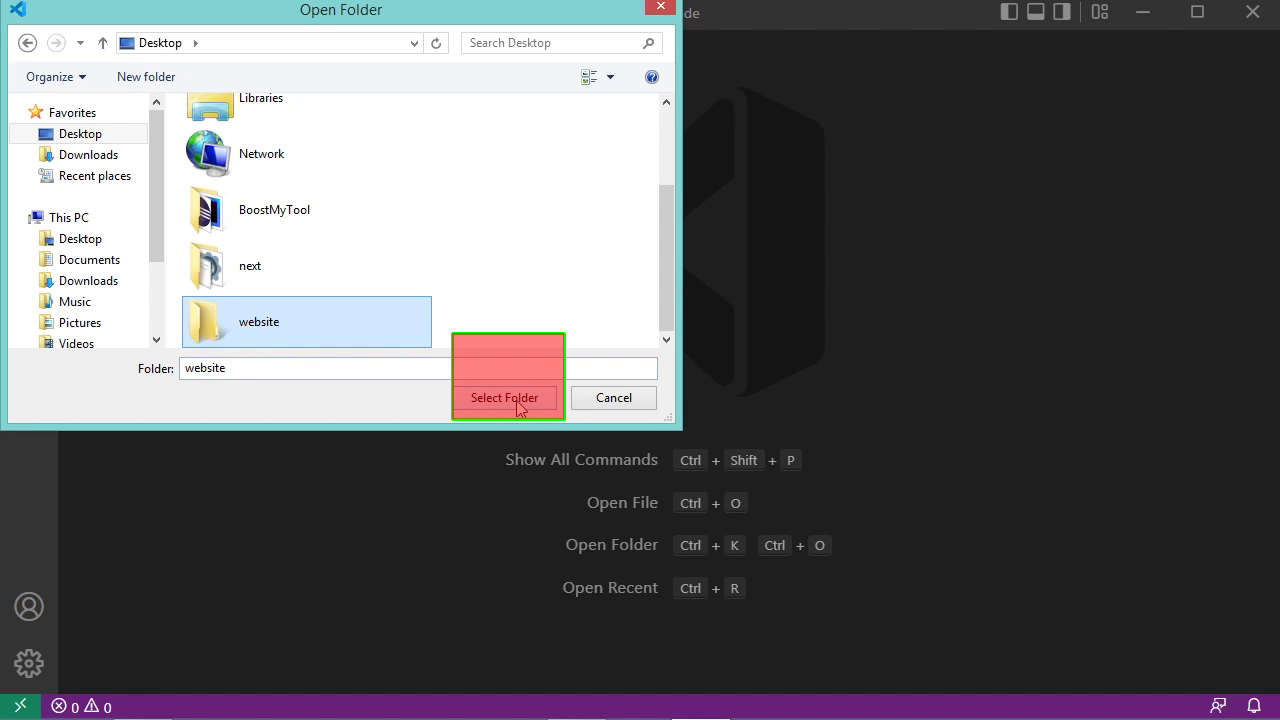 Open Folder
de
Desktop
Search Desktop
Organize
New folder
Favorites
Desktop
Downloads
Recent places
This PC
Desktop
Documents
Downloads
Music
Pictures
Videos
Libraries
Network
BoostMyTool
next
website
Folder: website
Select Folder Cancel
Show All Commands Ctrl + Shift + P
Open File Ctrl + O
Open Folder Ctrl + K Ctrl + O
Open Recent Ctrl + R
0 0